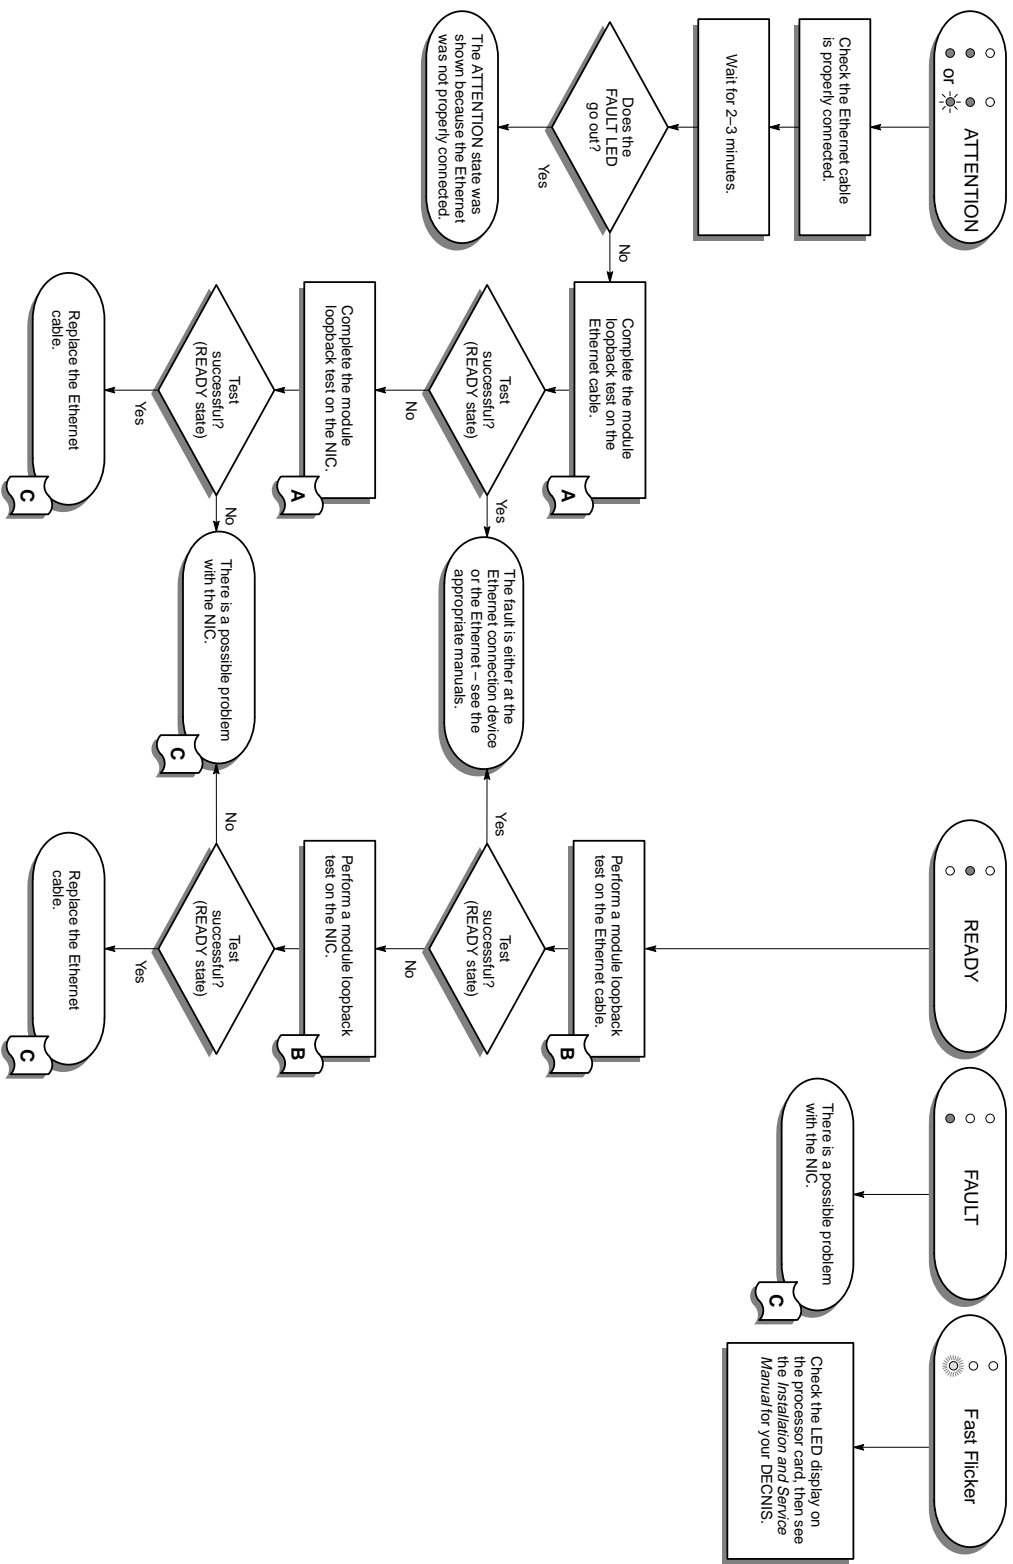 or
ATTENTION
Check the Ethernet cable
is properly connected.
Wait for 2–3 minutes.
Does the
FAULT LED
go out?
No
Yes
The ATTENTION state was
shown because the Ethernet
was not properly connected.
Complete the module
loopback test on the
Ethernet cable.
A
Test
successful?
(READY state)
Yes
No
The fault is either at the
Ethernet connection device
or the Ethernet – see the
appropriate manuals.
Complete the module
loopback test on the NIC.
A
Test
successful?
(READY state)
No
Yes
There is a possible problem
with the NIC.
C
Replace the Ethernet
cable.
C
READY
Perform a module loopback
test on the Ethernet cable.
B
Test
successful?
(READY state)
Yes
No
Perform a module loopback
test on the NIC.
B
Test
successful?
(READY state)
No
Yes
Replace the Ethernet
cable.
C
FAULT
There is a possible problem
with the NIC.
C
Fast Flicker
Check the LED display on
the processor card, then see
the Installation and Service
Manual for your DECNIS.